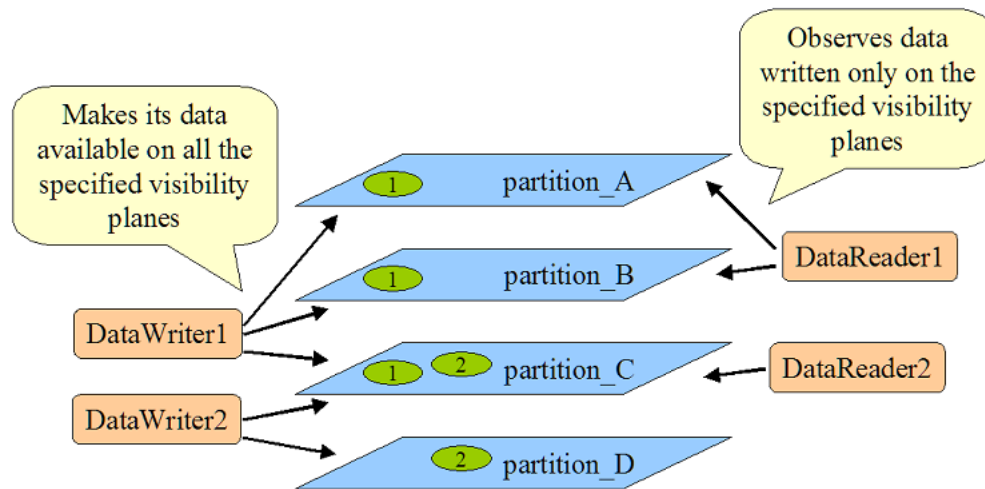 Makes its data
available on all the
specified visibility
planes
Observes data
written only on the
specified visibility
planes
1 partition_A
1 partition_B
1 2 partition_C
2 partition_D
DataWriter1
DataWriter2
DataReader1
DataReader2